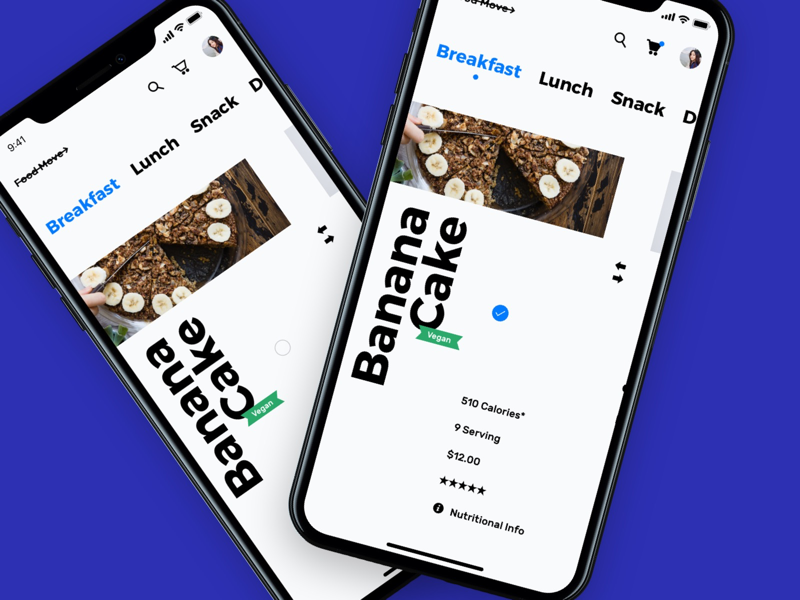 9:41
Food Move
Breakfast
Lunch
Snack
D
Banana
Cake
Vegan
od Move
Breakfast
Lunch
Snack
D
Banana
Cake
Vegan
510 Calories*
9 Serving
$12.00
★★★★★
Nutritional Info